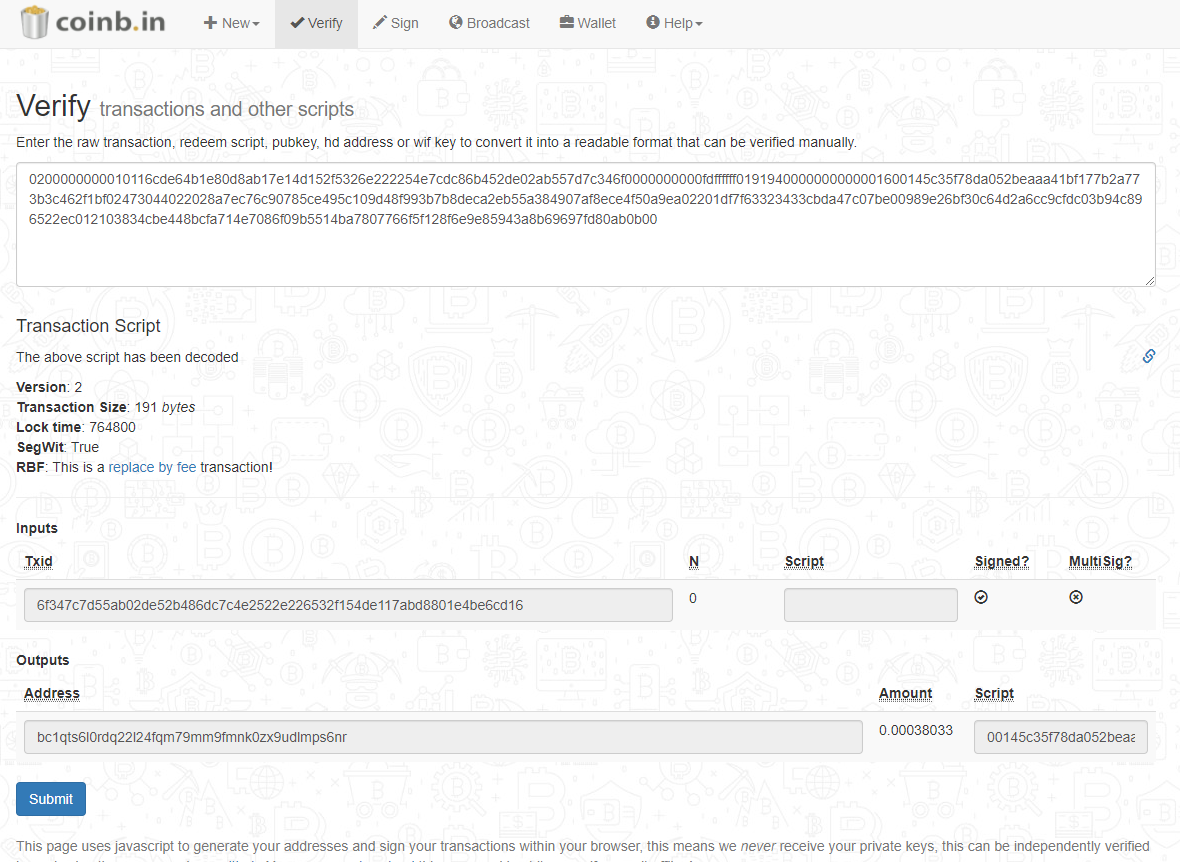 coinb.in
New
Verify
Sign
Broadcast
Wallet
Help
Verify transactions and other scripts
Enter the raw transaction, redeem script, pubkey, hd address or wif key to convert it into a readable format that can be verified manually.
0200000000010116cde64b1e80d8ab17e14d152f5326e222254e7cdc86b452de02ab557d7c346f0000000000fdffffff0191940000000000001600145c35f78da052beaaa41bf177b2a77
3b3c462f1bf02473044022028a7ec76c90785ce495c109d48f993b7b8deca2eb55a384907af8ece4f50a9ea02201df7f63323433cbda47c07be00989e26bf30c64d2a6cc9cfdc03b94c89
6522ec012103834cbe448bcfa714e7086f09b5514ba7807766f5f128f6e9e85943a8b69697fd80ab0b00
Transaction Script
The above script has been decoded
Version: 2
Transaction Size: 191 bytes
Lock time: 764800
SegWit: True
RBF: This is a replace by fee transaction!
Inputs
Txid N Script Signed? MultiSig?
6f347c7d55ab02de52b486dc7c4e2522e226532f154de117abd8801e4be6cd16 0
Outputs
Address Amount Script
bc1qts6l0rdq22l24fqm79mm9fmnk0zx9udlmps6nr 0.00038033 00145c35f78da052beaa
Submit
This page uses javascript to generate your addresses and sign your transactions within your browser, this means we never receive your private keys, this can be independently verified